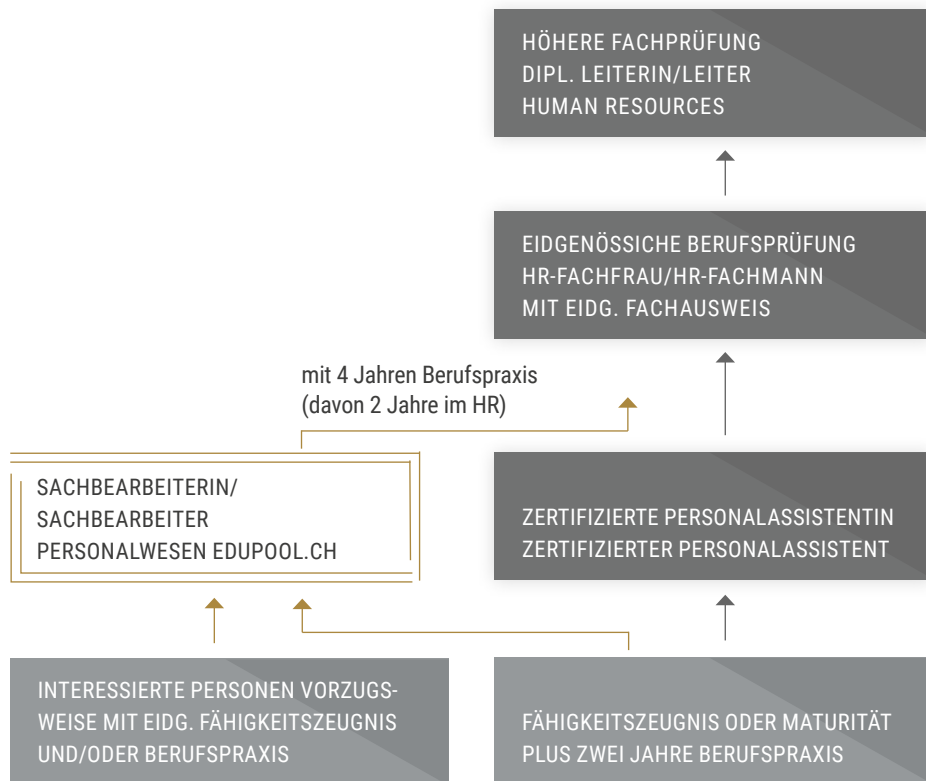 HÖHERE FACHPRÜFUNG
DIPL. LEITERIN/LEITER
HUMAN RESOURCES
EIDGENÖSSICHE BERUFSPRÜFUNG
HR-FACHFRAU/HR-FACHMANN
MIT EIDG. FACHAUSWEIS
mit 4 Jahren Berufspraxis
(davon 2 Jahre im HR)
SACHBEARBEITERIN/
SACHBEARBEITER
PERSONALWESEN EDUPOOL.CH
ZERTIFIZIERTE PERSONALASSISTENTIN
ZERTIFIZIERTER PERSONALASSISTENT
INTERESSIERTE PERSONEN VORZUGS-
WEISE MIT EIDG. FÄHIGKEITSZEUGNIS
UND/ODER BERUFSPRAXIS
FÄHIGKEITSZEUGNIS ODER MATURITÄT
PLUS ZWEI JAHRE BERUFSPRAXIS